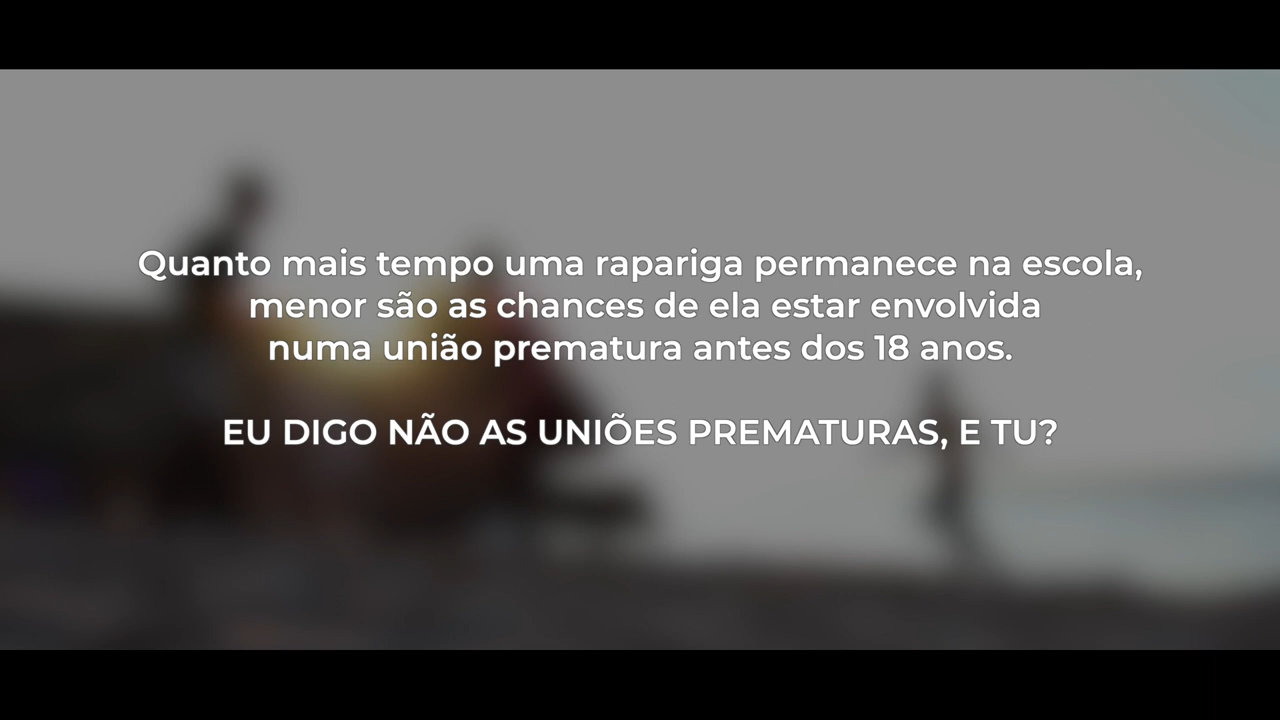 Quanto mais tempo uma rapariga permanece na escola,
menor são as chances de ela estar envolvida
numa união prematura antes dos 18 anos.
EU DIGO NÃO AS UNIÕES PREMATURAS, E TU?